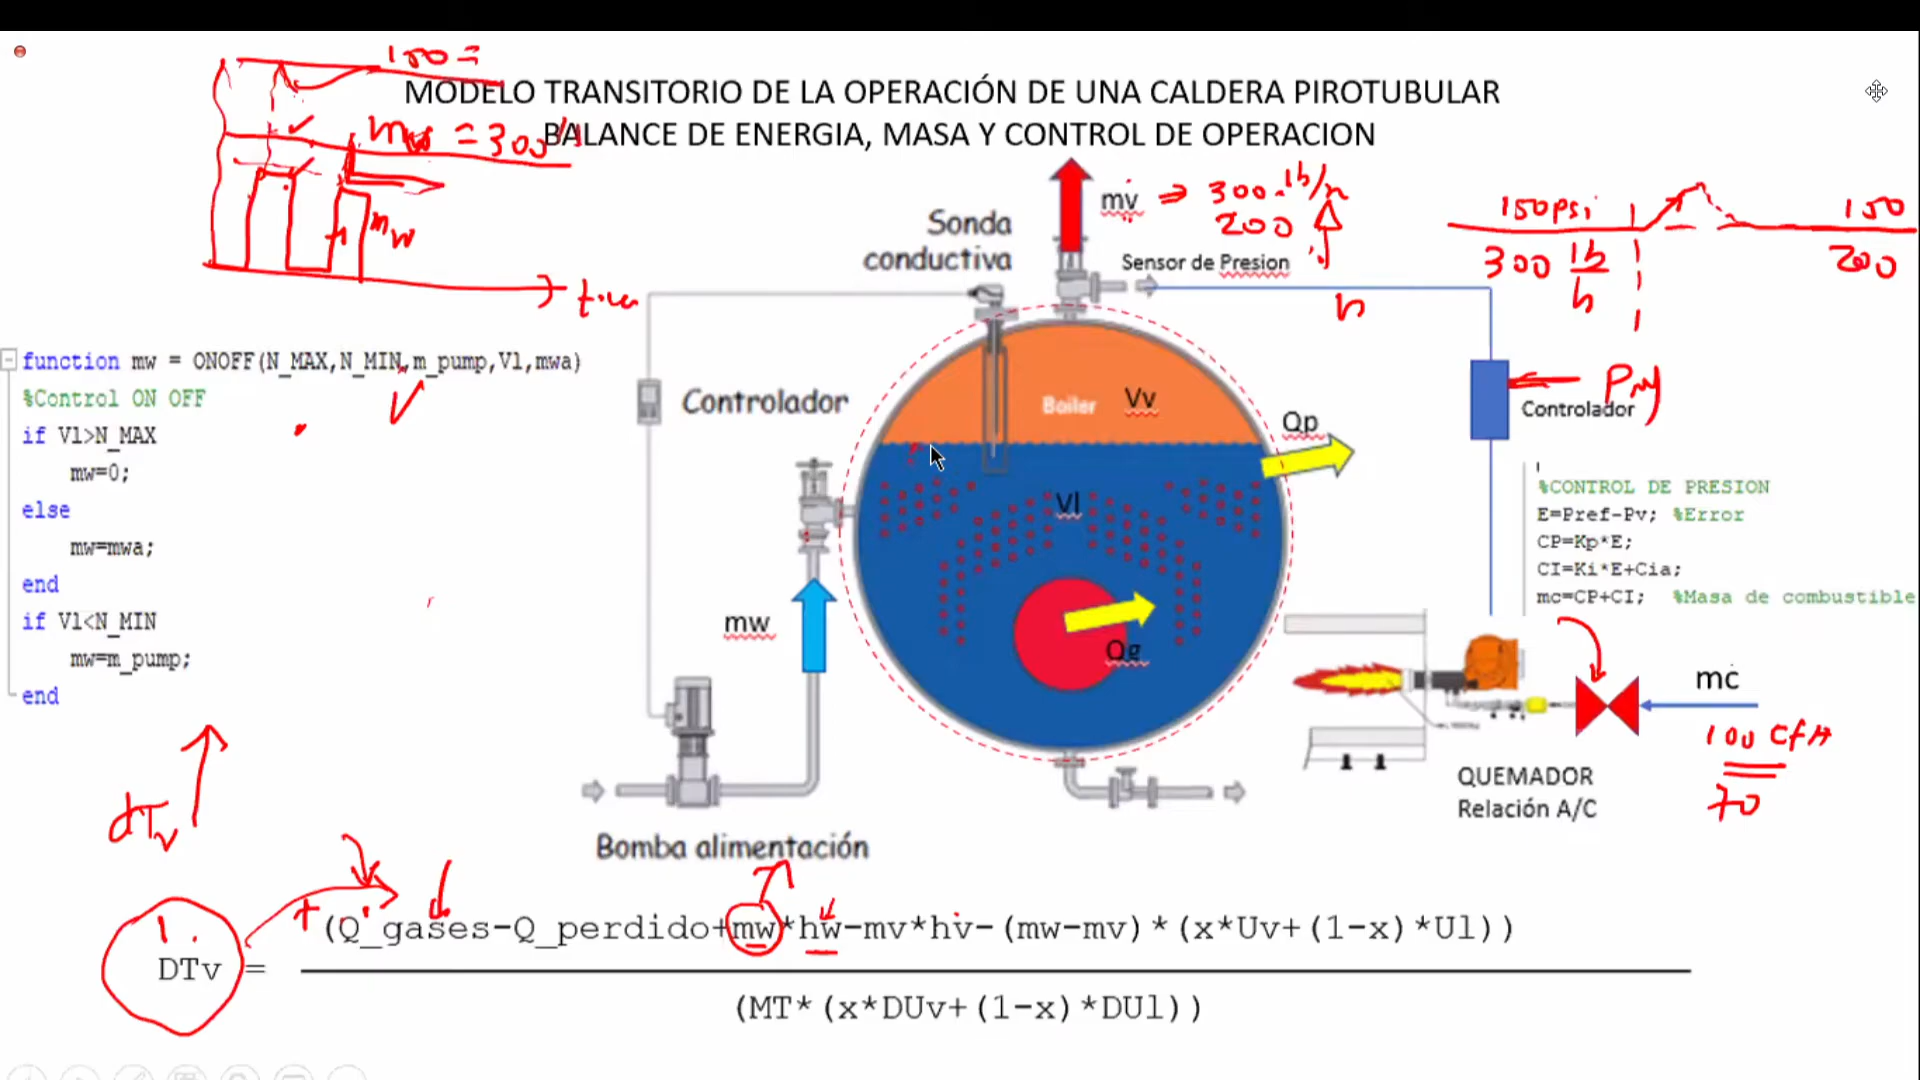 150 =
MODELO TRANSITORIO DE LA OPERACIÓN DE UNA CALDERA PIROTUBULAR
BALANCE DE ENERGIA, MASA Y CONTROL DE OPERACION
= 300
mw
mv ⇒ 300 lb/h
200
Sonda
conductiva
Sensor de Presion
h
150psi
150
300 lb/h
200
function mw = ONOFF(N_MAX,N_MIN,m_pump,Vl,mwa)
%Control ON OFF
if Vl>N_MAX
mw=0;
else
mw=mwa;
end
if Vl<N_MIN
mw=m_pump;
end
Controlador
Boiler
Vv
Qp
Vl
Qg
mw
Controlador
%CONTROL DE PRESION
E=Pref-Pv; %Error
CP=Kp*E;
CI=Ki*E+Cia;
mc=CP+CI; %Masa de combustible
mc
100 CFH
70
QUEMADOR
Relación A/C
Bomba alimentación
dTv
DTv = (Q_gases-Q_perdido+mw*hw-mv*hv-(mw-mv)*(x*Uv+(1-x)*Ul))
(MT*(x*DUv+(1-x)*DUl))